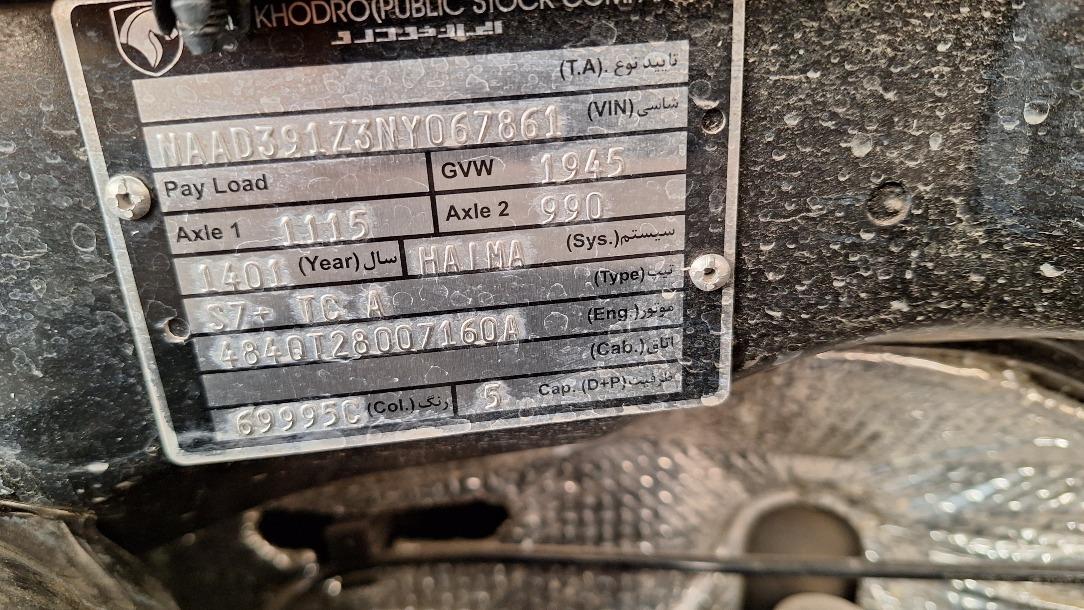 KHODRO(PUBLIC STOCK
ایران خودرو
تایید نوع .(T.A)
شاسی(VIN)
NAAD391Z3NY067861
Pay Load GVW 1945
Axle 1 1115 Axle 2 990
1401 سال(Year) HAIMA سیستم(Sys.)
S7+ TC A تیپ(Type)
484QT28007160A موتور(Eng.)
اتاق(Cab.)
69995C رنگ(Col.) 5 Cap. (D+P)ظرفیت